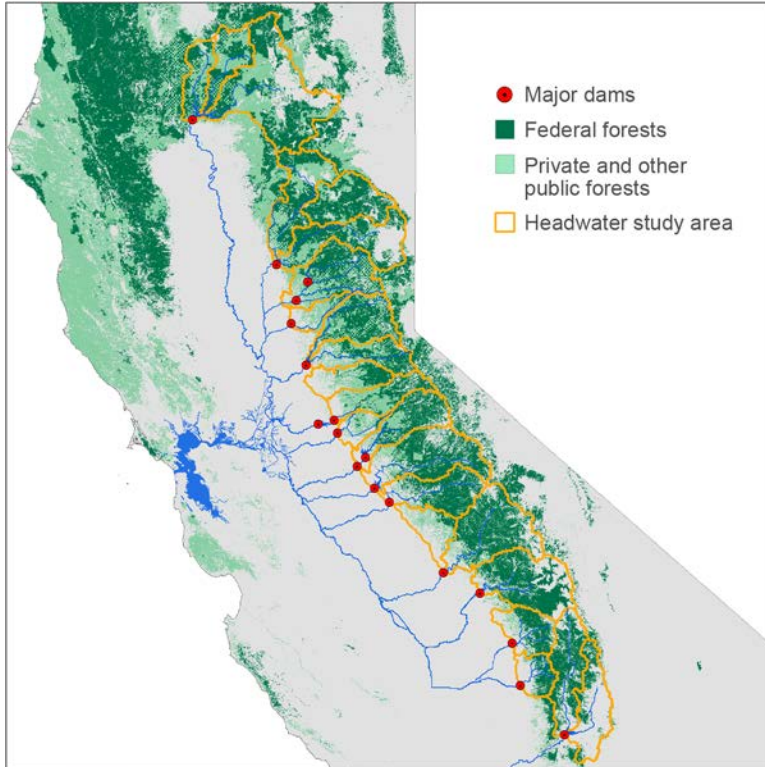 Major dams
Federal forests
Private and other
public forests
Headwater study area